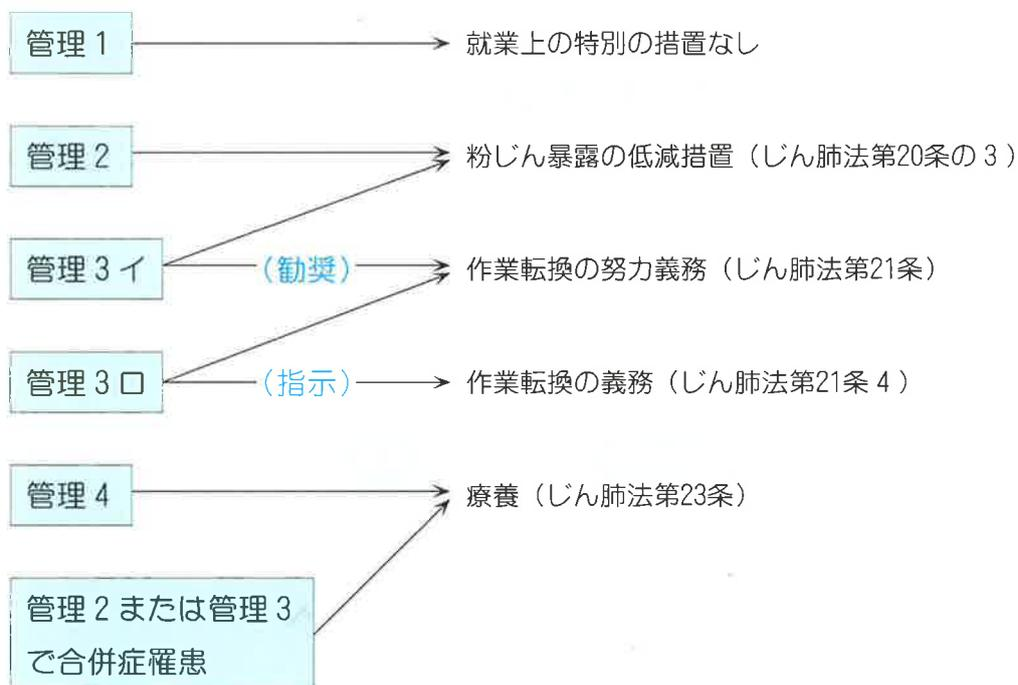 管理1
就業上の特別の措置なし
管理2
粉じん暴露の低減措置（じん肺法第20条の3）
管理3イ
（勧奨）
作業転換の努力義務（じん肺法第21条）
管理3ロ
（指示）
作業転換の義務（じん肺法第21条4）
管理4
療養（じん肺法第23条）
管理2または管理3
で合併症罹患